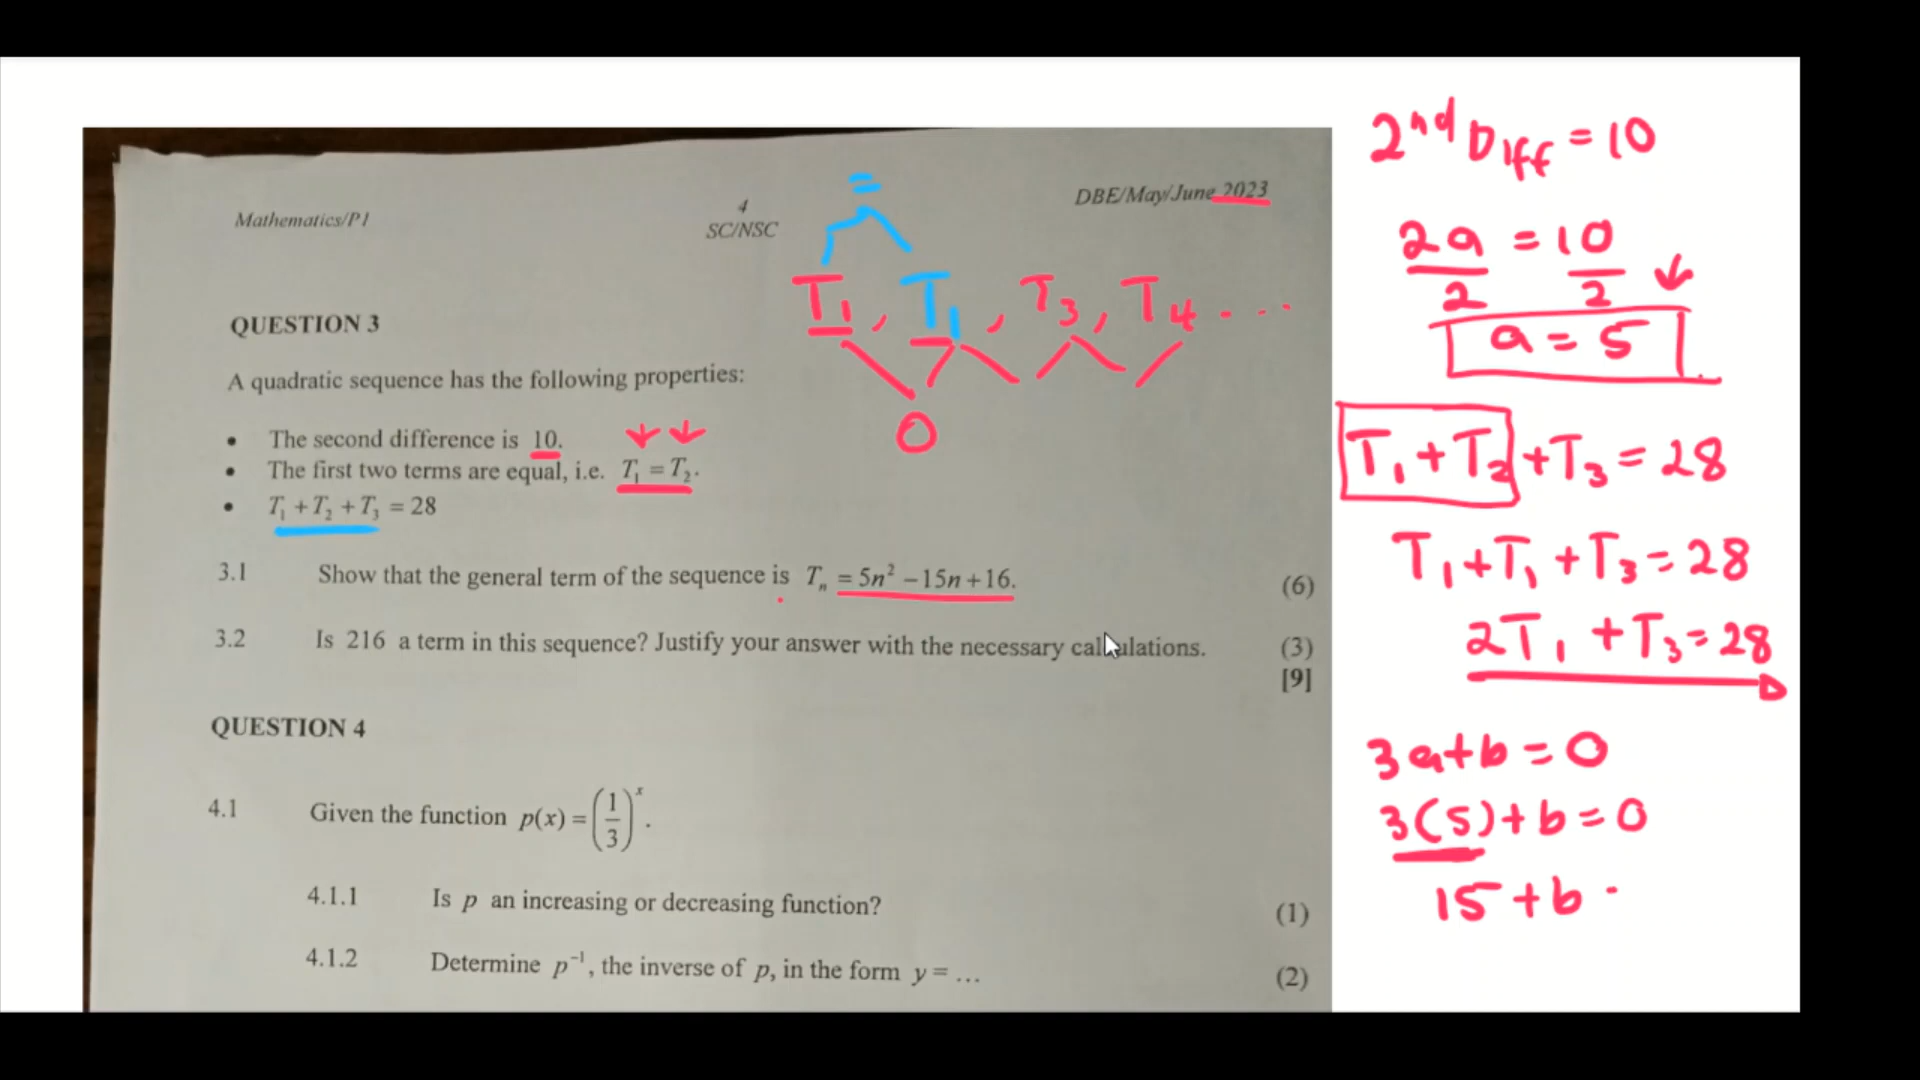 Mathematics/P1
4
SC/NSC
DBE/May/June 2023
=
T₁, T₁, T₃, T₄ ...
0
QUESTION 3
A quadratic sequence has the following properties:
• The second difference is 10.
• The first two terms are equal, i.e. T₁ = T₂.
• T₁ + T₂ + T₃ = 28
3.1 Show that the general term of the sequence is Tₙ = 5n² − 15n + 16. (6)
3.2 Is 216 a term in this sequence? Justify your answer with the necessary calculations. (3)
[9]
QUESTION 4
4.1 Given the function p(x) = (1/3)ˣ.
4.1.1 Is p an increasing or decreasing function? (1)
4.1.2 Determine p⁻¹, the inverse of p, in the form y = ... (2)
2nd Diff = 10
2a/2 = 10/2
a = 5
T₁ + T₂ + T₃ = 28
T₁ + T₁ + T₃ = 28
2T₁ + T₃ = 28
3a + b = 0
3(5) + b = 0
15 + b -